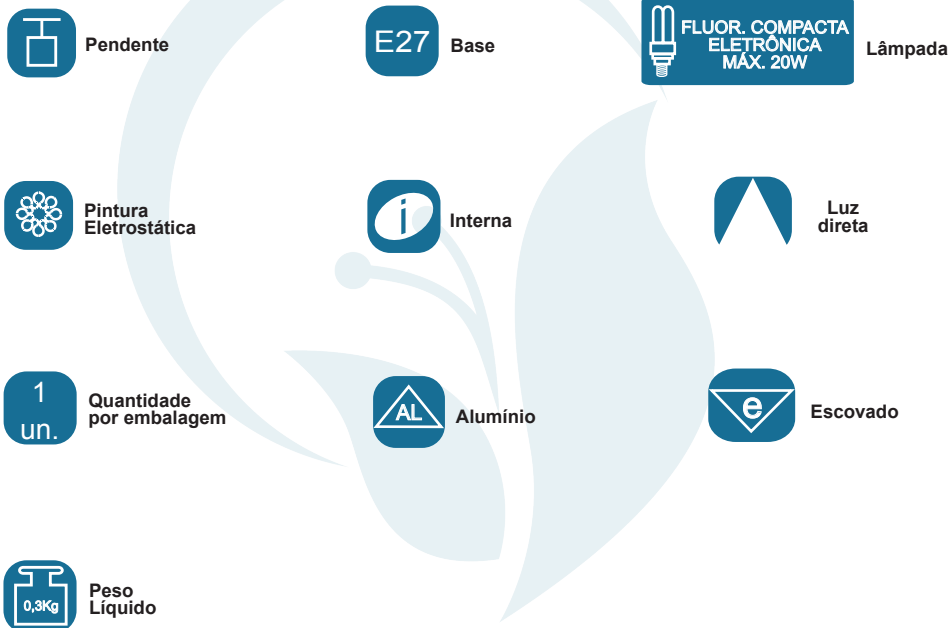 Pendente
E27
Base
FLUOR. COMPACTA
ELETRÔNICA
MÁX. 20W
Lâmpada
Pintura
Eletrostática
i
Interna
Luz
direta
1
un.
Quantidade
por embalagem
AL
Alumínio
e
Escovado
0,3Kg
Peso
Líquido